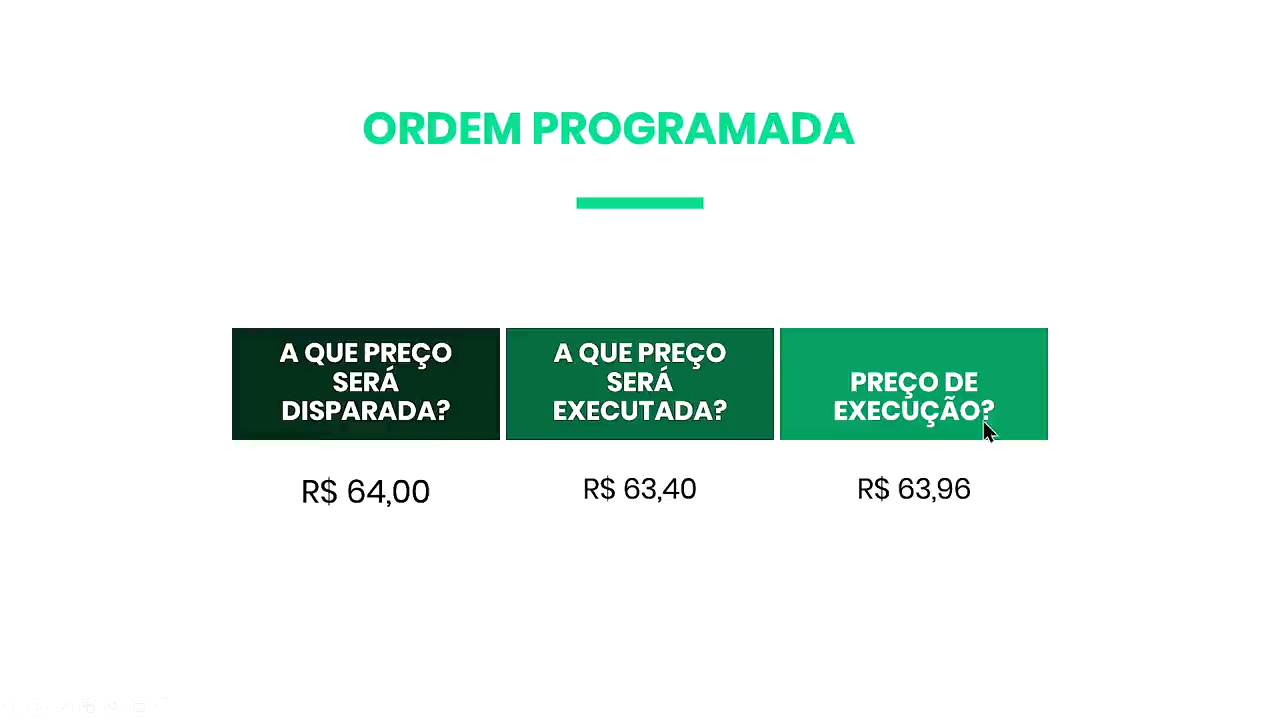 ORDEM PROGRAMADA
A QUE PREÇO
SERÁ
DISPARADA?
A QUE PREÇO
SERÁ
EXECUTADA?
PREÇO DE
EXECUÇÃO?
R$ 64,00
R$ 63,40
R$ 63,96